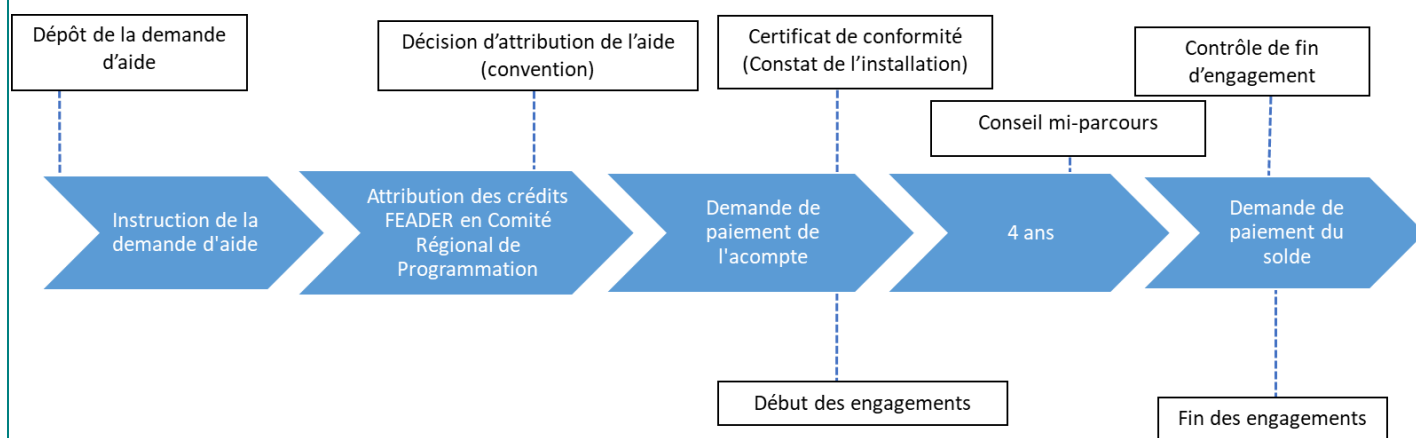 Dépôt de la demande
d’aide
Décision d’attribution de l’aide
(convention)
Certificat de conformité
(Constat de l’installation)
Contrôle de fin
d’engagement
Conseil mi-parcours
Instruction de la
demande d'aide
Attribution des crédits
FEADER en Comité
Régional de
Programmation
Demande de
paiement de
l'acompte
4 ans
Demande de
paiement du
solde
Début des engagements
Fin des engagements